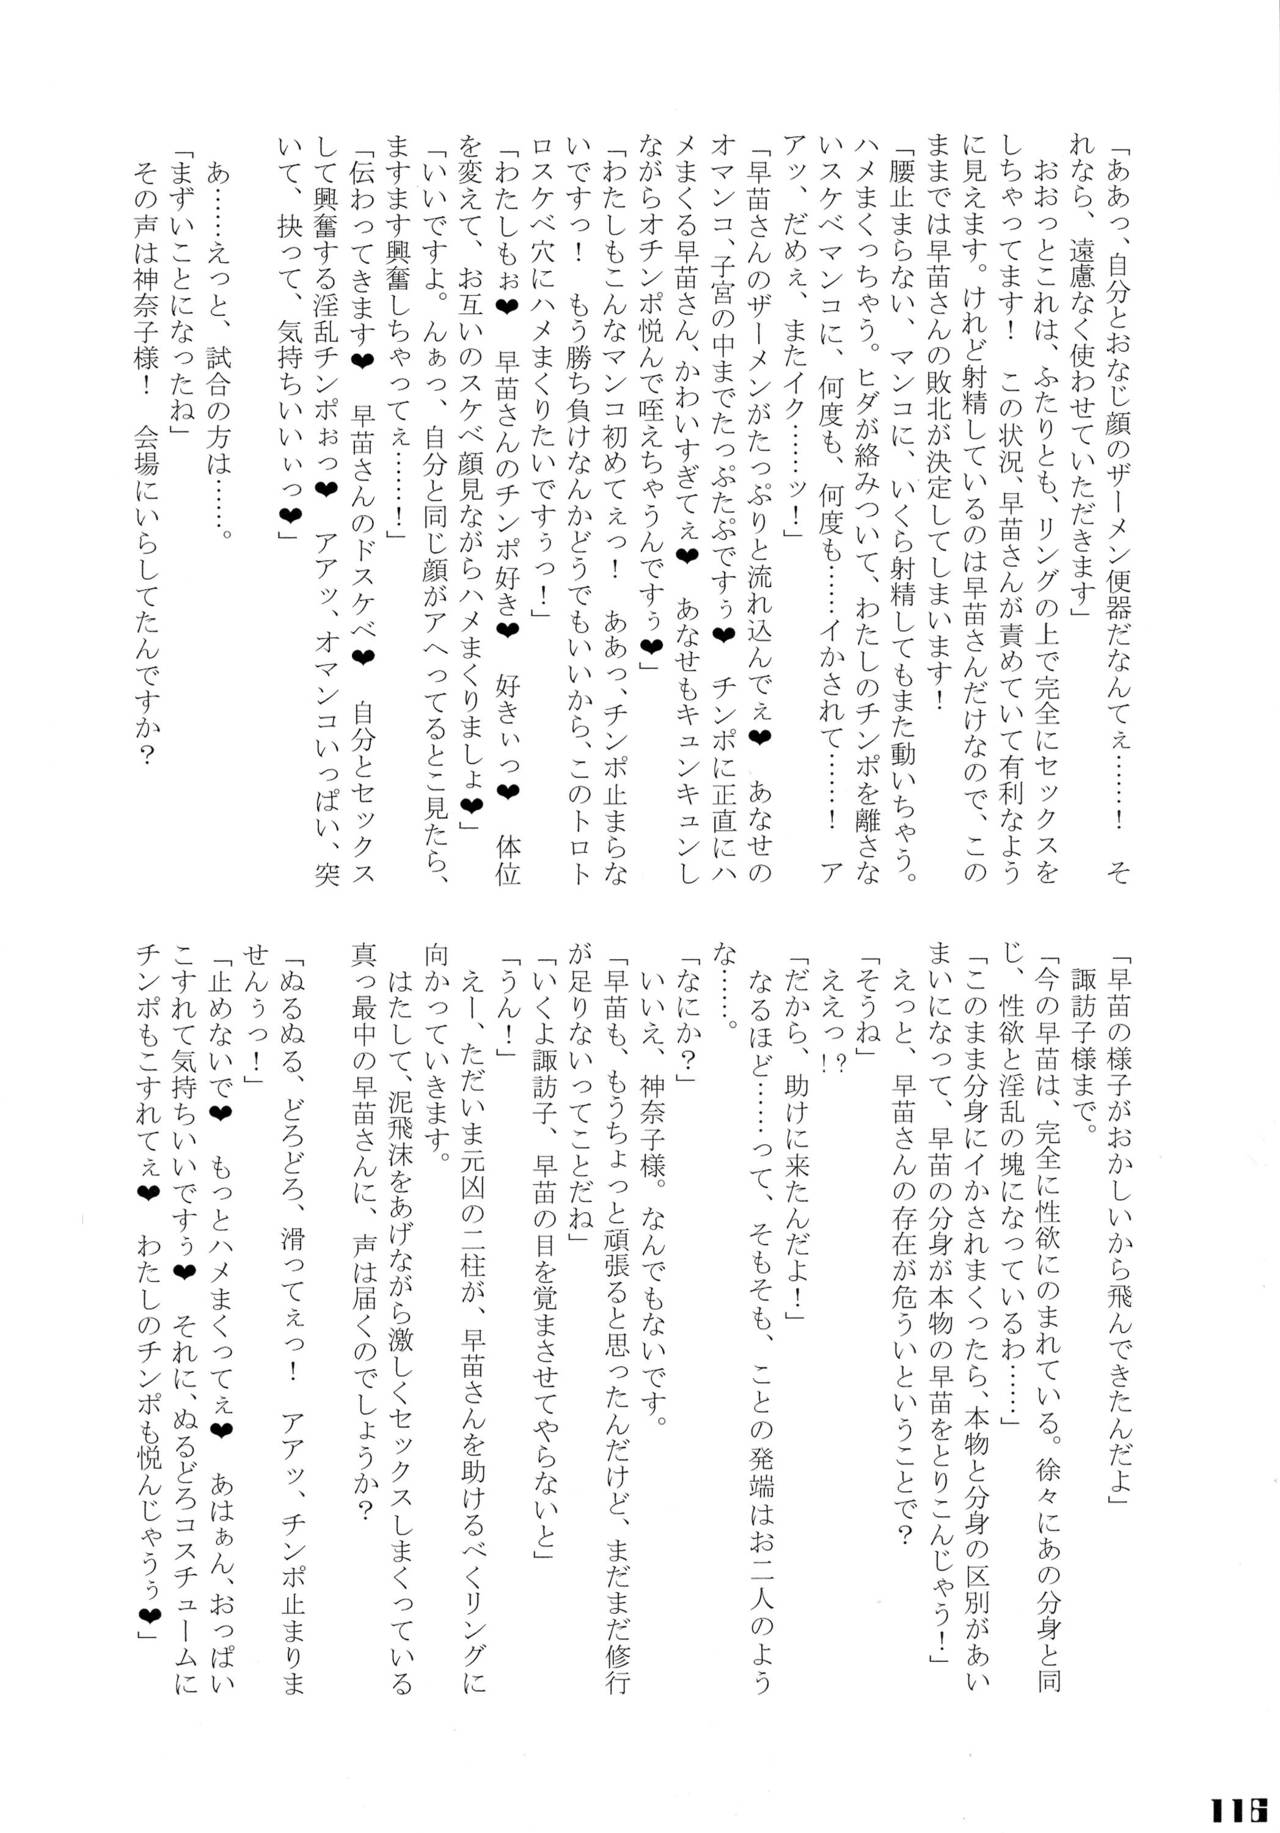 「ああっ、自分とおなじ顔のザーメン便器だなんてぇ……！　そ
れなら、遠慮なく使わせていただきます」
　おおっとこれは、ふたりとも、リングの上で完全にセックスを
しちゃってます！　この状況、早苗さんが責めていて有利なよう
に見えます。けれど射精しているのは早苗さんだけなので、この
ままでは早苗さんの敗北が決定してしまいます！
「腰止まらない、マンコに、いくら射精してもまた動いちゃう。
ハメまくっちゃう。ヒダが絡みついて、わたしのチンポを離さな
いスケベマンコに、何度も、何度も……イかされて……！　ア
アッ、だめぇ、またイク……ッ！」
「早苗さんのザーメンがたっぷりと流れ込んでぇ❤　あなせの
オマンコ、子宮の中までたっぷたぷですぅ❤　チンポに正直にハ
メまくる早苗さん、かわいすぎてぇ❤　あなせもキュンキュンし
ながらオチンポ悦んで咥えちゃうんですぅ❤」
「わたしもこんなマンコ初めてぇっ！　ああっ、チンポ止まらな
いですっ！　もう勝ち負けなんかどうでもいいから、このトロト
ロスケベ穴にハメまくりたいですぅっ！」
「わたしもぉ❤　早苗さんのチンポ好き❤　好きぃっ❤　体位
を変えて、お互いのスケベ顔見ながらハメまくりましょ❤」
「いいですよ。んぁっ、自分と同じ顔がアヘってるとこ見たら、
ますます興奮しちゃってぇ……！」
「伝わってきます❤　早苗さんのドスケベ❤　自分とセックス
して興奮する淫乱チンポぉっ❤　アアッ、オマンコいっぱい、突
いて、抉って、気持ちいいぃっ❤」
　あ……えっと、試合の方は……。
「まずいことになったね」
　その声は神奈子様！　会場にいらしてたんですか？
「早苗の様子がおかしいから飛んできたんだよ」
　諏訪子様まで。
「今の早苗は、完全に性欲にのまれている。徐々にあの分身と同
じ、性欲と淫乱の塊になっているわ……」
「このまま分身にイかされまくったら、本物と分身の区別があい
まいになって、早苗の分身が本物の早苗をとりこんじゃう！」
　えっと、早苗さんの存在が危ういということで？
「そうね」
　ええっ！？
「だから、助けに来たんだよ！」
　なるほど……って、そもそも、ことの発端はお二人のよう
な……。
「なにか？」
　いいえ、神奈子様。なんでもないです。
「早苗も、もうちょっと頑張ると思ったんだけど、まだまだ修行
が足りないってことだね」
「いくよ諏訪子、早苗の目を覚まさせてやらないと」
「うん！」
　えー、ただいま元凶の二柱が、早苗さんを助けるべくリングに
向かっていきます。
　はたして、泥飛沫をあげながら激しくセックスしまくっている
真っ最中の早苗さんに、声は届くのでしょうか？
「ぬるぬる、どろどろ、滑ってぇっ！　アアッ、チンポ止まりま
せんぅっ！」
「止めないで❤　もっとハメまくってぇ❤　あはぁん、おっぱい
こすれて気持ちいいですぅ❤　それに、ぬるどろコスチュームに
チンポもこすれてぇ❤　わたしのチンポも悦んじゃうぅ❤」
116